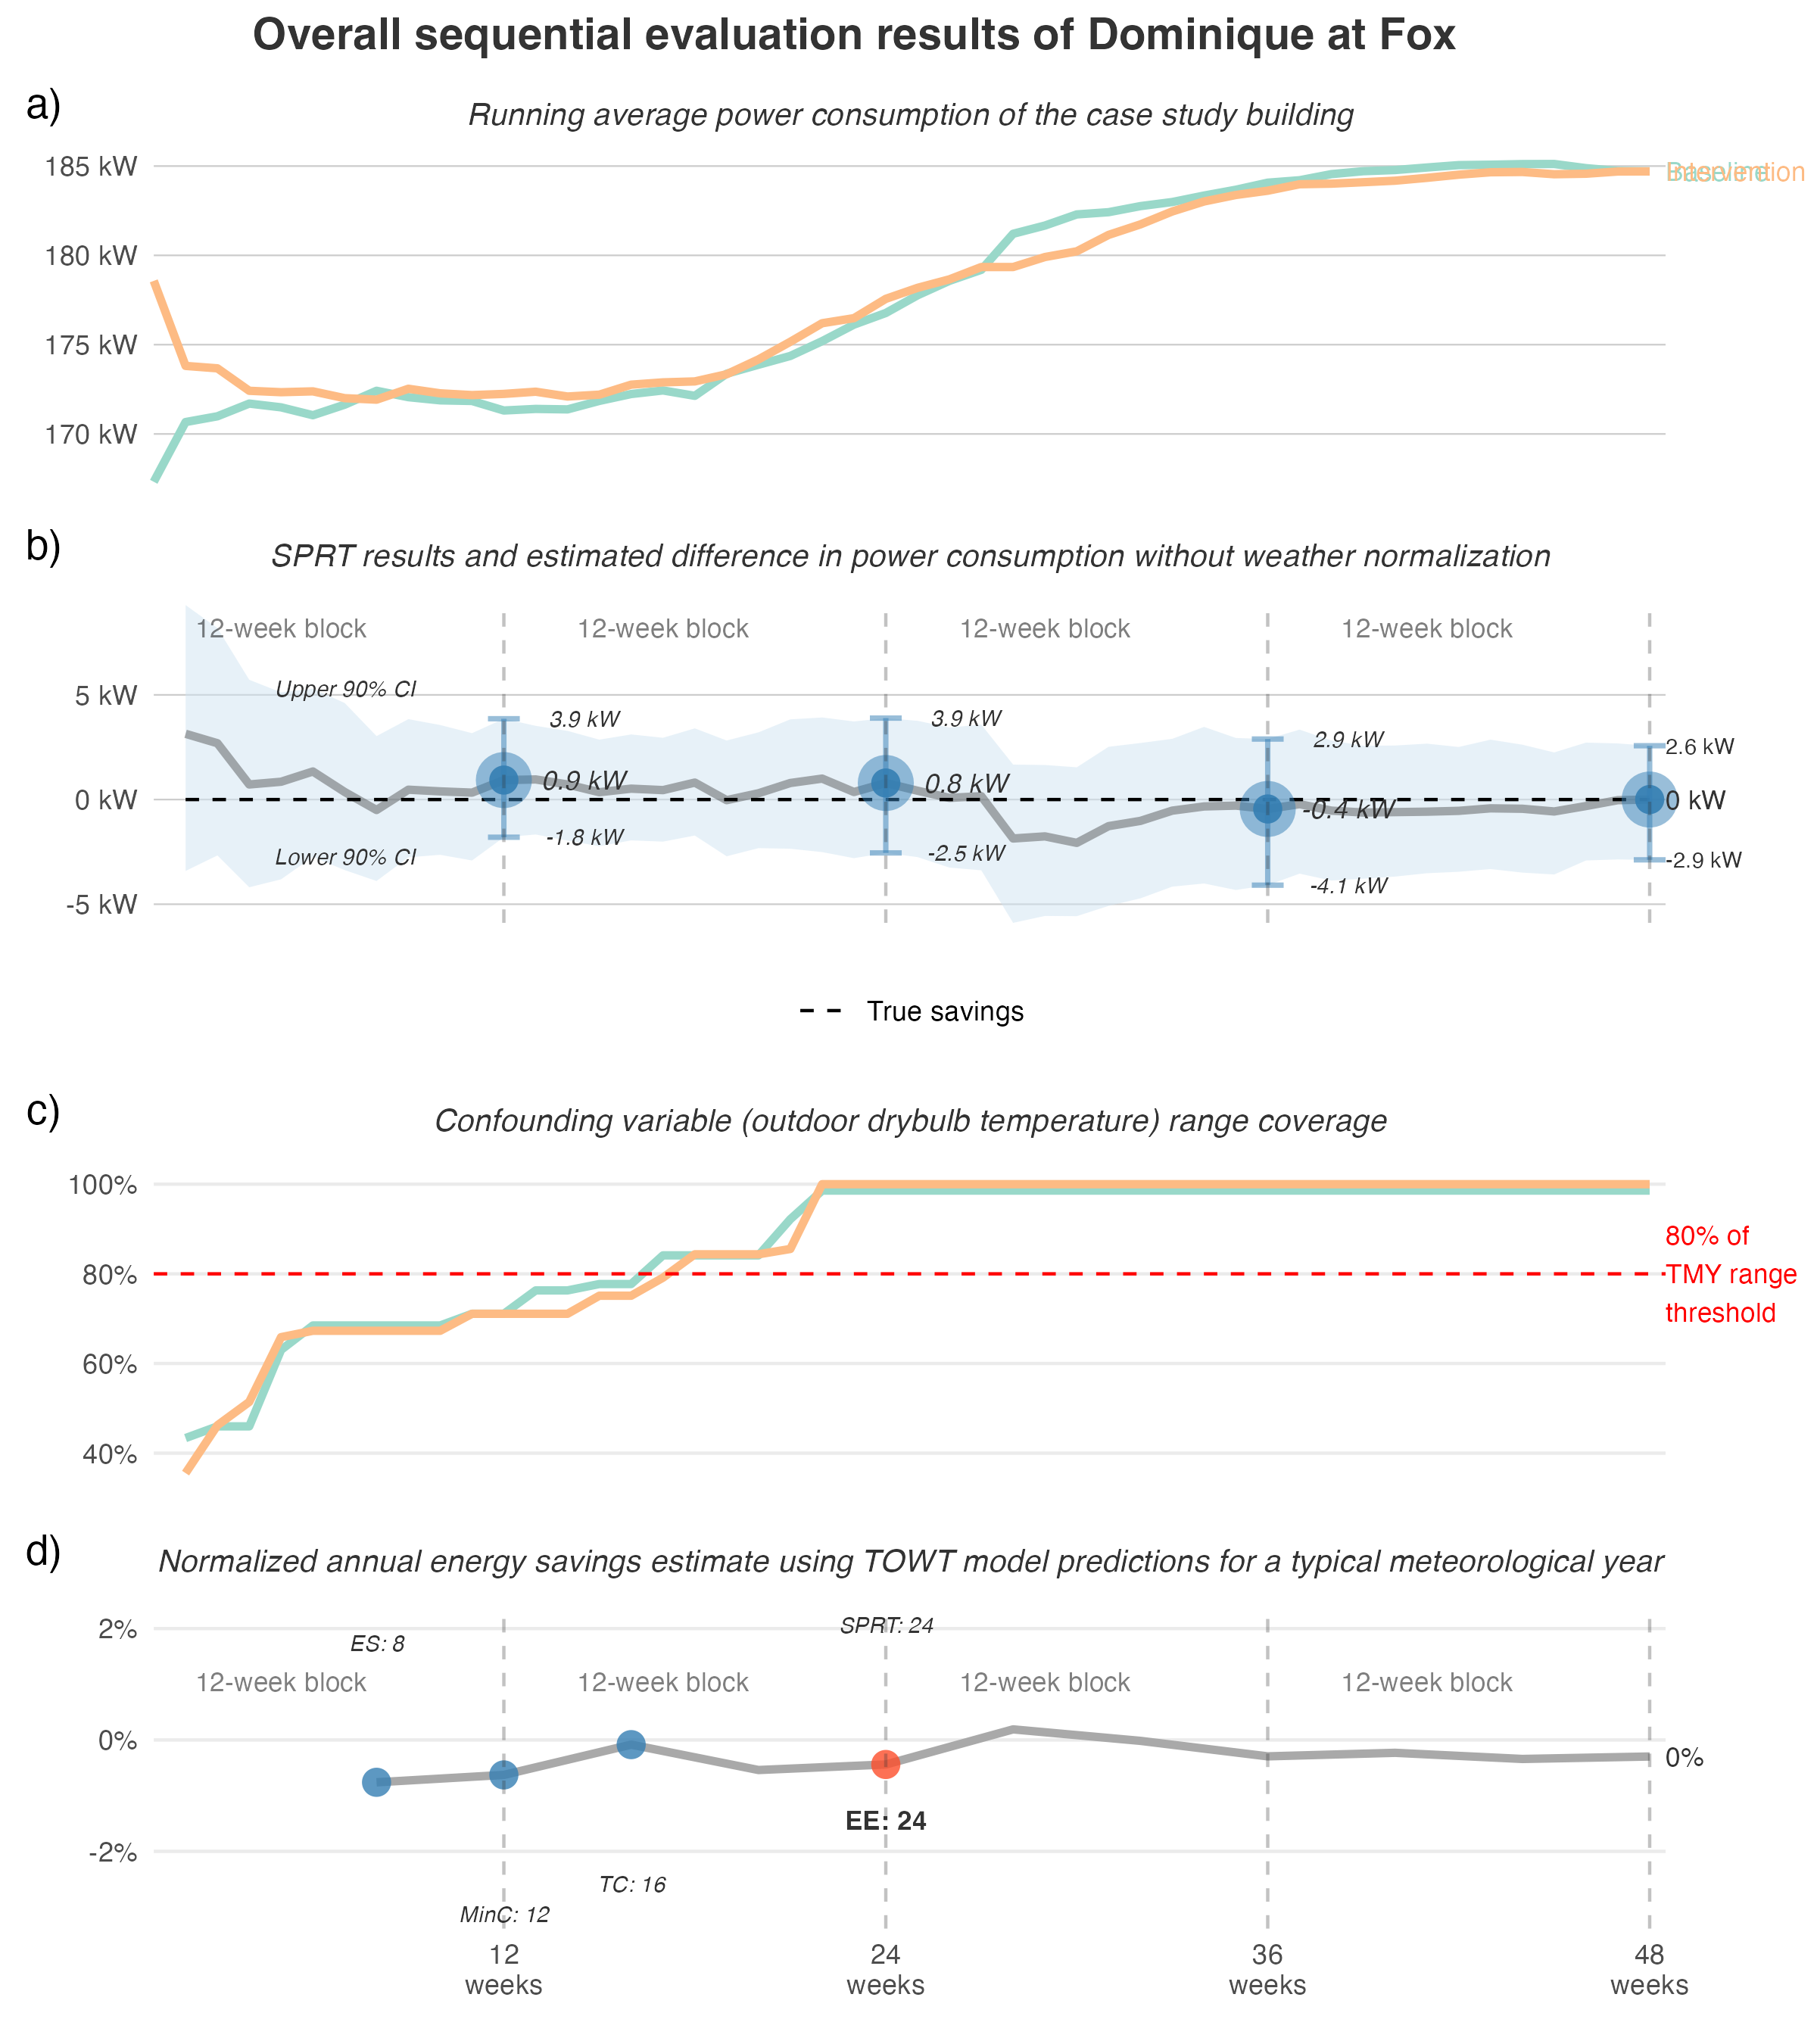 Overall sequential evaluation results of Dominique at Fox
a)
Running average power consumption of the case study building
185 kW
180 kW
175 kW
170 kW
Baseline
Intervention
b)
SPRT results and estimated difference in power consumption without weather normalization
12-week block
12-week block
12-week block
12-week block
5 kW
0 kW
-5 kW
Upper 90% CI
Lower 90% CI
3.9 kW
0.9 kW
-1.8 kW
3.9 kW
0.8 kW
-2.5 kW
2.9 kW
-0.4 kW
-4.1 kW
2.6 kW
0 kW
-2.9 kW
True savings
c)
Confounding variable (outdoor drybulb temperature) range coverage
100%
80%
60%
40%
80% of
TMY range
threshold
d)
Normalized annual energy savings estimate using TOWT model predictions for a typical meteorological year
2%
0%
-2%
SPRT: 24
ES: 8
12-week block
12-week block
12-week block
12-week block
0%
EE: 24
TC: 16
MinC: 12
12
weeks
24
weeks
36
weeks
48
weeks